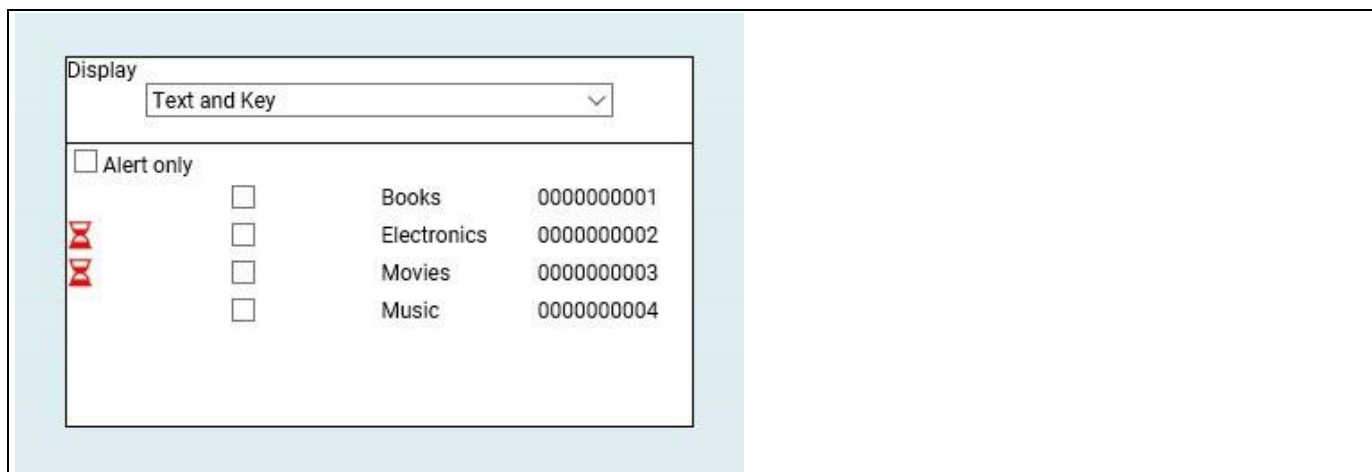 Display
Text and Key
Alert only
Books 0000000001
Electronics 0000000002
Movies 0000000003
Music 0000000004